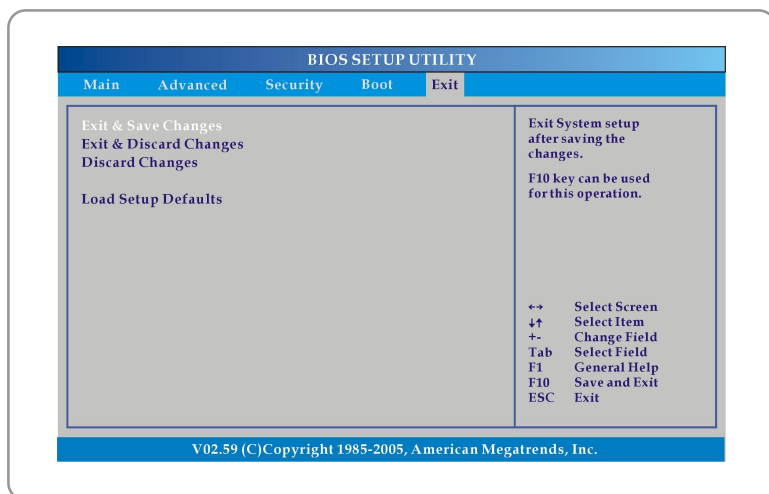 BIOS SETUP UTILITY
Main Advanced Security Boot Exit
Exit & Save Changes
Exit & Discard Changes
Discard Changes
Load Setup Defaults
Exit System setup
after saving the
changes.
F10 key can be used
for this operation.
←→ Select Screen
↓↑ Select Item
+- Change Field
Tab Select Field
F1 General Help
F10 Save and Exit
ESC Exit
V02.59 (C)Copyright 1985-2005, American Megatrends, Inc.